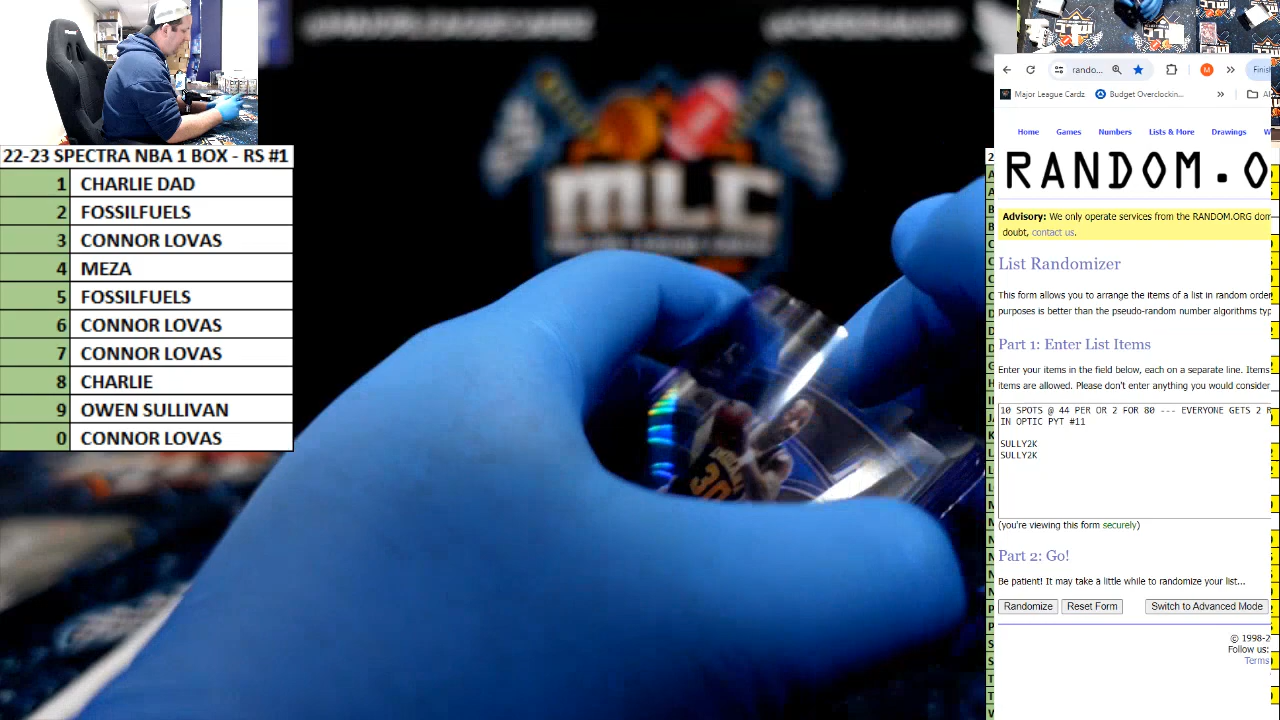 22-23 SPECTRA NBA 1 BOX - RS #1
1 CHARLIE DAD
2 FOSSILFUELS
3 CONNOR LOVAS
4 MEZA
5 FOSSILFUELS
6 CONNOR LOVAS
7 CONNOR LOVAS
8 CHARLIE
9 OWEN SULLIVAN
0 CONNOR LOVAS
MLC
30
rando...
M
Finish
Major League Cardz
Budget Overclockin...
Home Games Numbers Lists & More Drawings W
RANDOM.O
Advisory: We only operate services from the RANDOM.ORG dom
doubt, contact us.
List Randomizer
This form allows you to arrange the items of a list in random order
purposes is better than the pseudo-random number algorithms typ
Part 1: Enter List Items
Enter your items in the field below, each on a separate line. Items
items are allowed. Please don't enter anything you would consider
10 SPOTS @ 44 PER OR 2 FOR 80 --- EVERYONE GETS 2 R
IN OPTIC PYT #11
SULLY2K
SULLY2K
(you're viewing this form securely)
Part 2: Go!
Be patient! It may take a little while to randomize your list...
Randomize Reset Form Switch to Advanced Mode
© 1998-2
Follow us:
Terms